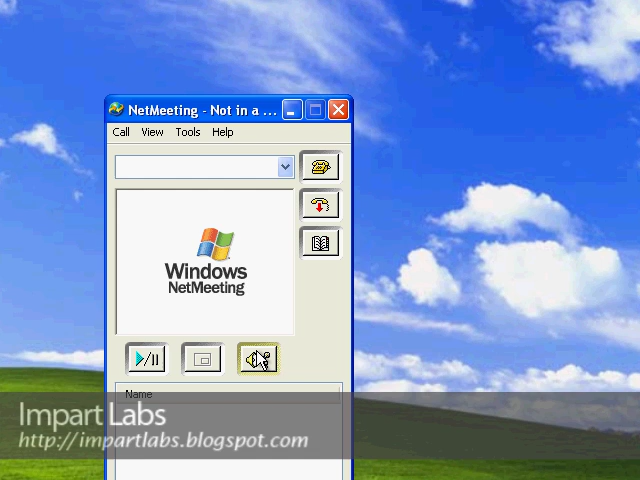 NetMeeting - Not in a ...
Call View Tools Help
Windows
NetMeeting
Name
Impart Labs
http://impartlabs.blogspot.com